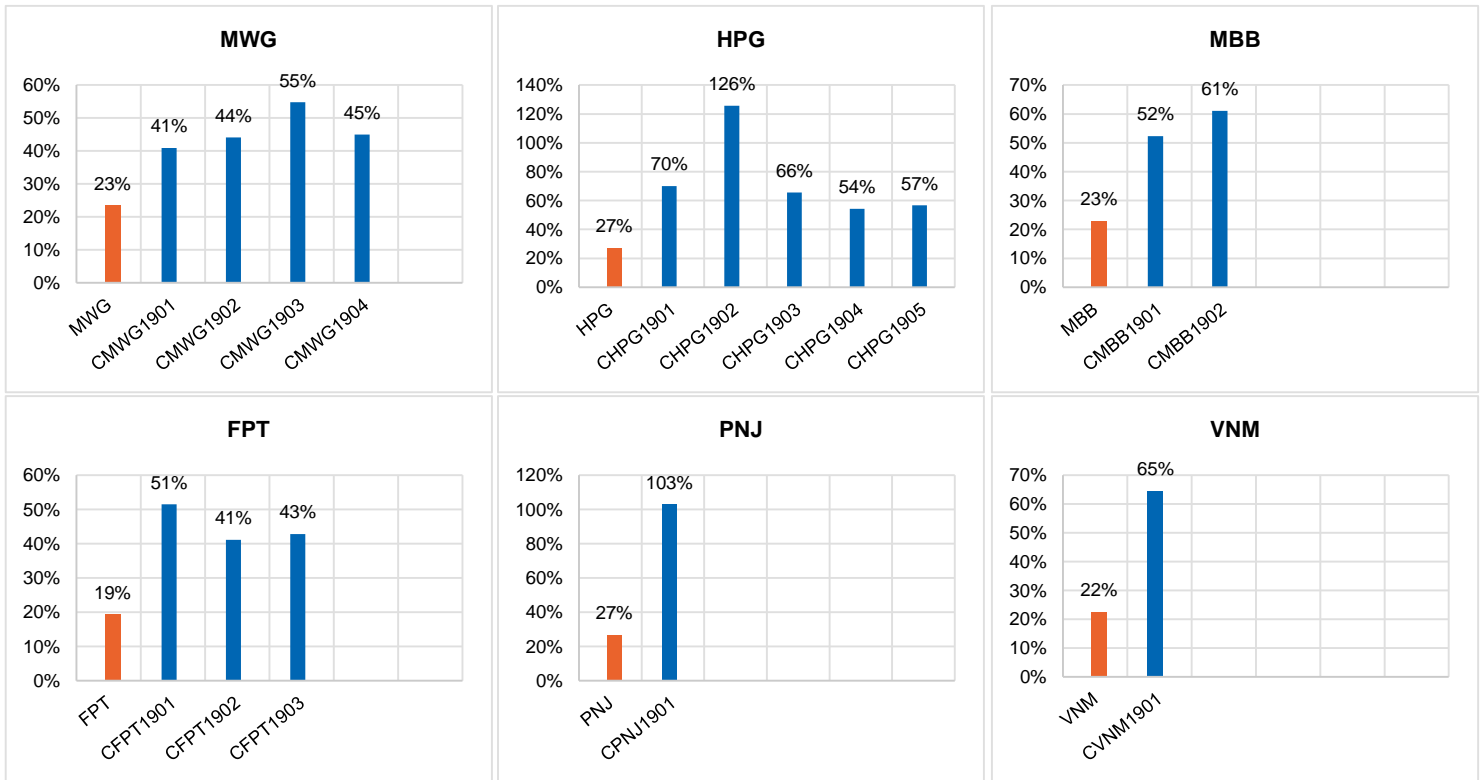 MWG
60%
50%
40%
30%
20%
10%
0%
23%
41%
44%
55%
45%
MWG
CMWG1901
CMWG1902
CMWG1903
CMWG1904
HPG
140%
120%
100%
80%
60%
40%
20%
0%
27%
70%
126%
66%
54%
57%
HPG
CHPG1901
CHPG1902
CHPG1903
CHPG1904
CHPG1905
MBB
70%
60%
50%
40%
30%
20%
10%
0%
23%
52%
61%
MBB
CMBB1901
CMBB1902
FPT
60%
50%
40%
30%
20%
10%
0%
19%
51%
41%
43%
FPT
CFPT1901
CFPT1902
CFPT1903
PNJ
120%
100%
80%
60%
40%
20%
0%
27%
103%
PNJ
CPNJ1901
VNM
70%
60%
50%
40%
30%
20%
10%
0%
22%
65%
VNM
CVNM1901